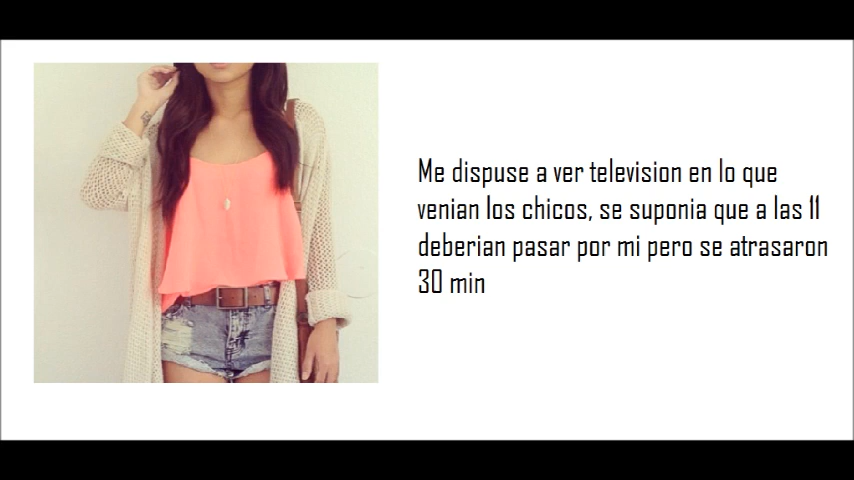 Me dispuse a ver television en lo que
venian los chicos, se suponia que a las 11
deberian pasar por mi pero se atrasaron
30 min